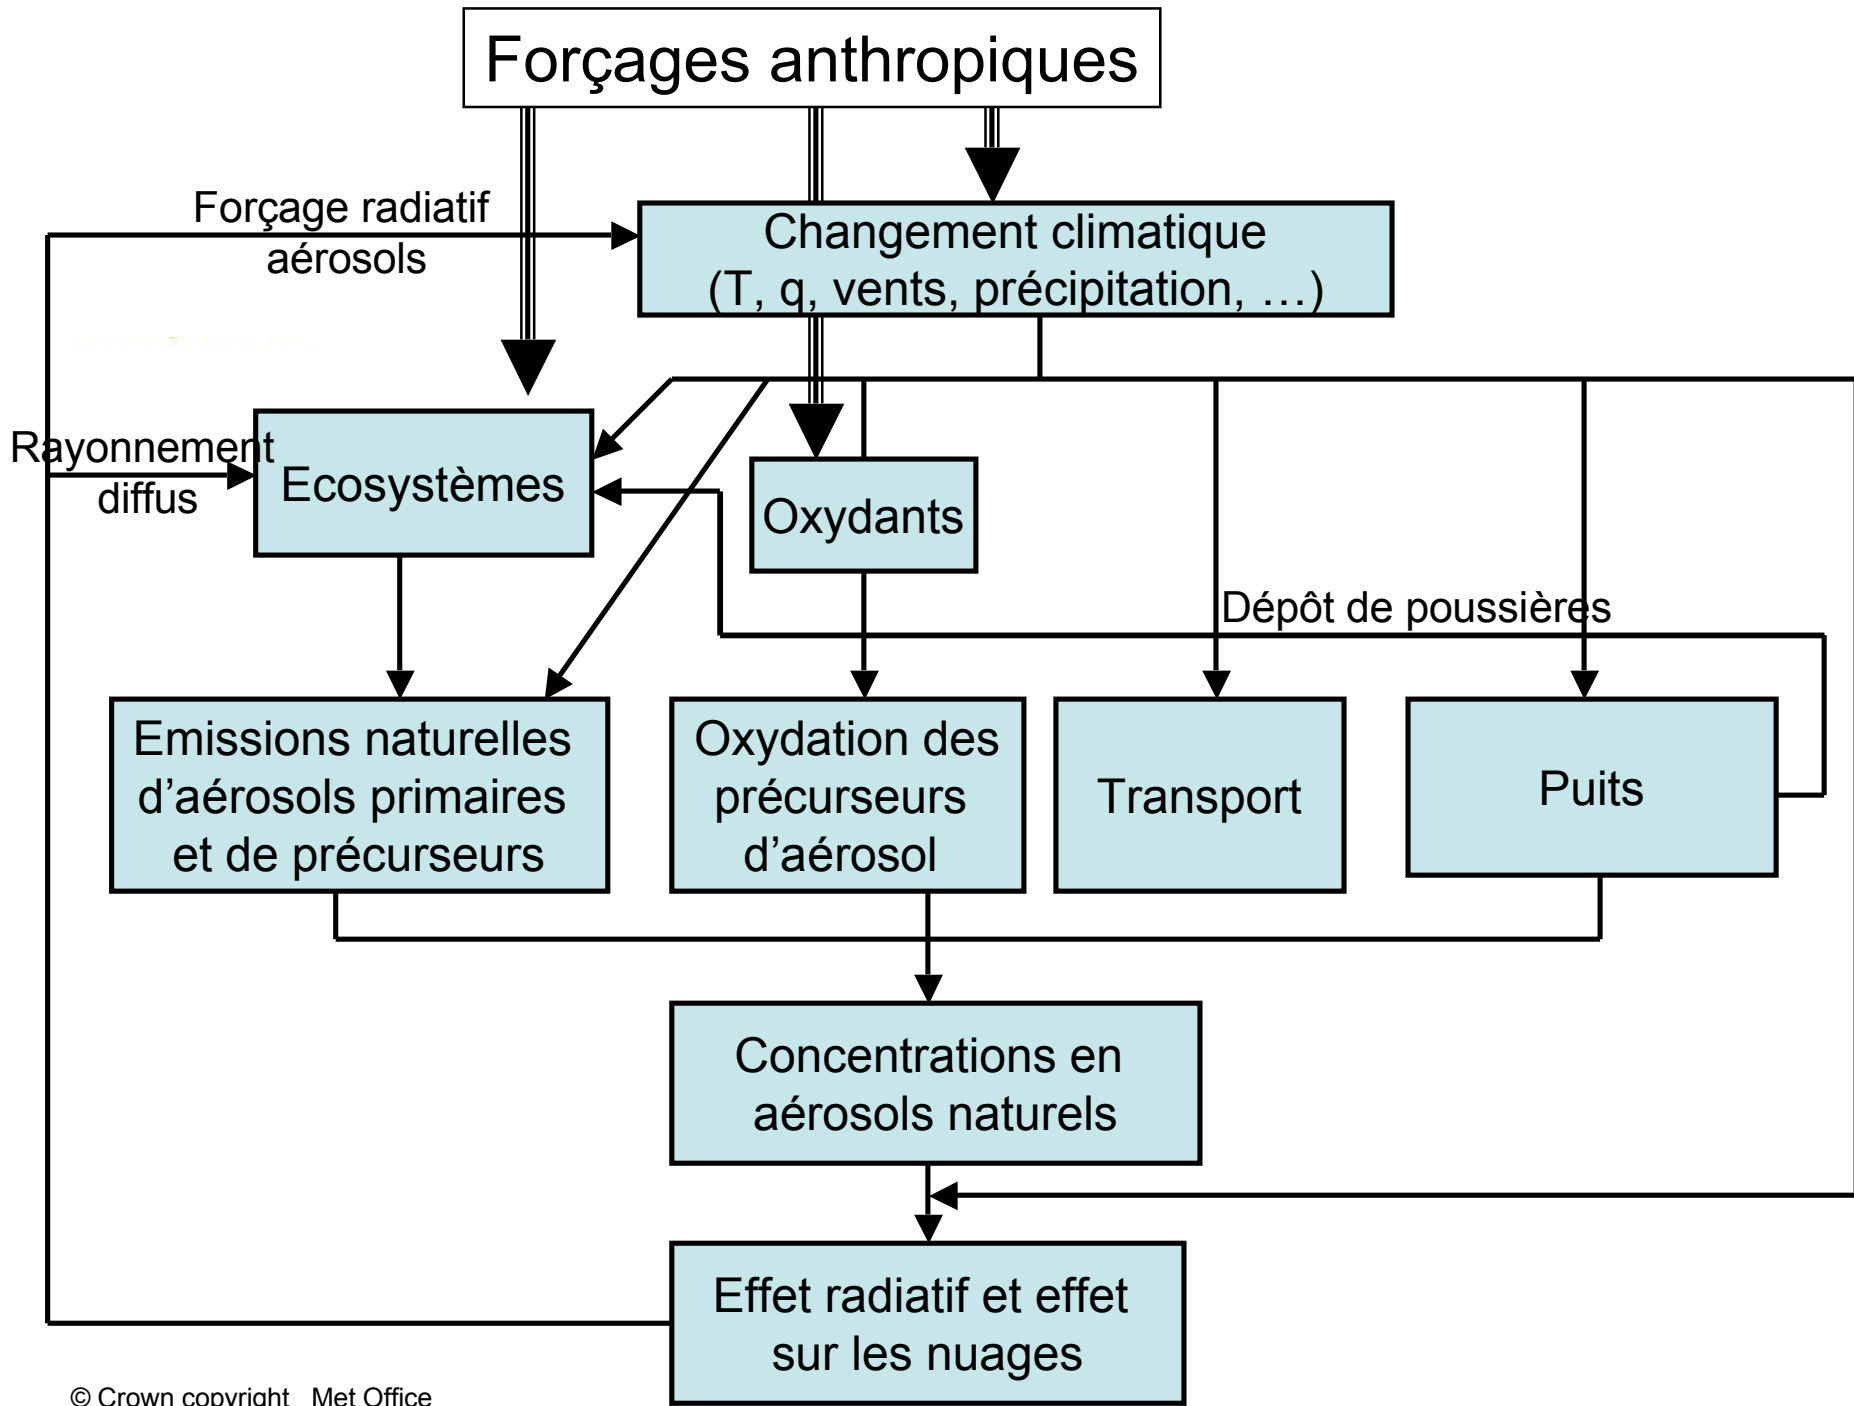 Forçages anthropiques
Forçage radiatif
aérosols
Changement climatique
(T, q, vents, précipitation, …)
Rayonnement
diffus
Ecosystèmes
Oxydants
Dépôt de poussières
Emissions naturelles
d’aérosols primaires
et de précurseurs
Oxydation des
précurseurs
d’aérosol
Transport
Puits
Concentrations en
aérosols naturels
Effet radiatif et effet
sur les nuages
© Crown copyright Met Office